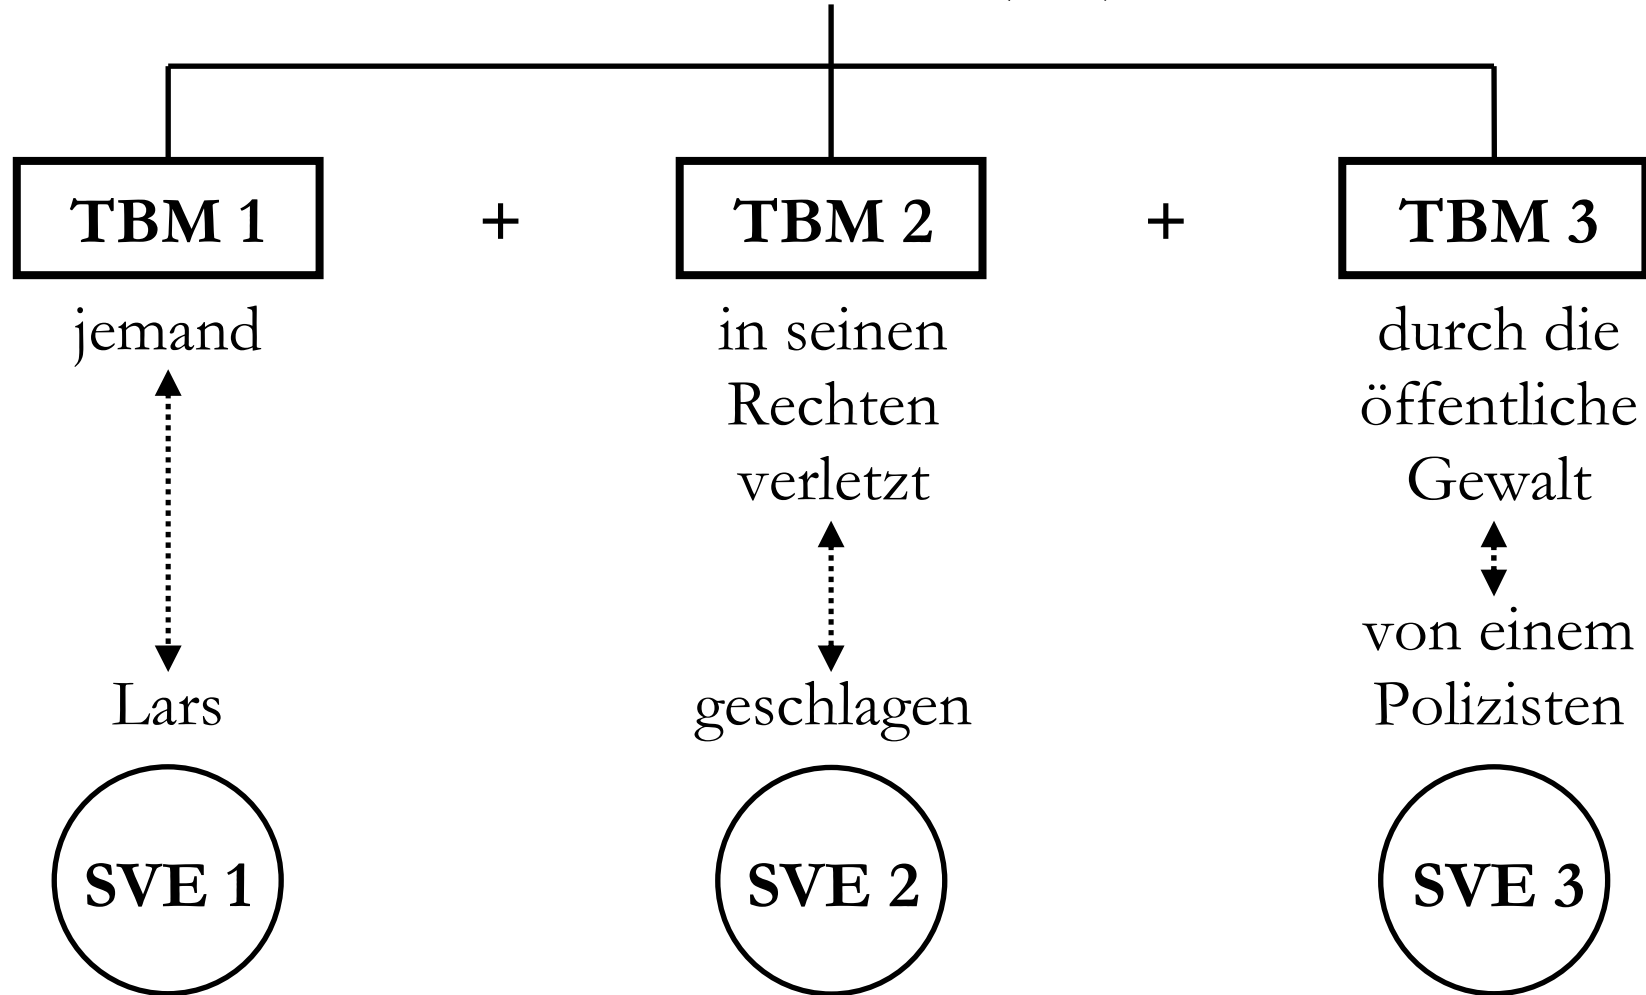 TBM 1 + TBM 2 + TBM 3
jemand
in seinen
Rechten
verletzt
durch die
öffentliche
Gewalt
Lars
geschlagen
von einem
Polizisten
SVE 1
SVE 2
SVE 3